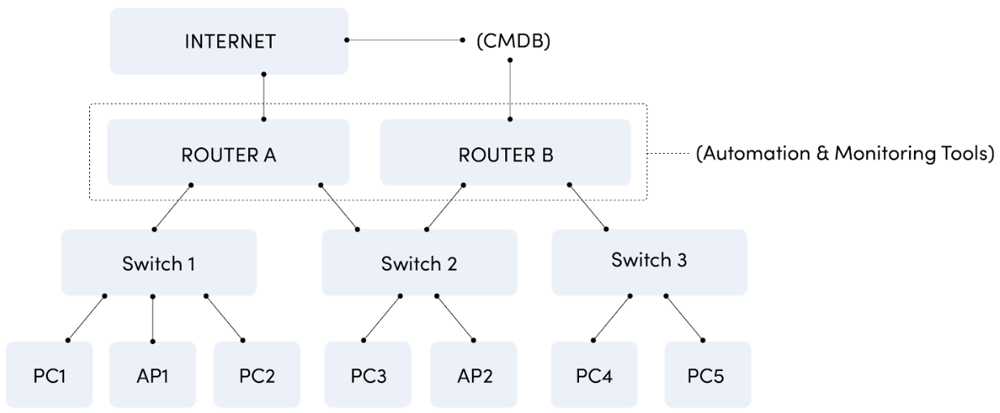 INTERNET
(CMDB)
ROUTER A
ROUTER B
(Automation & Monitoring Tools)
Switch 1
Switch 2
Switch 3
PC1
AP1
PC2
PC3
AP2
PC4
PC5